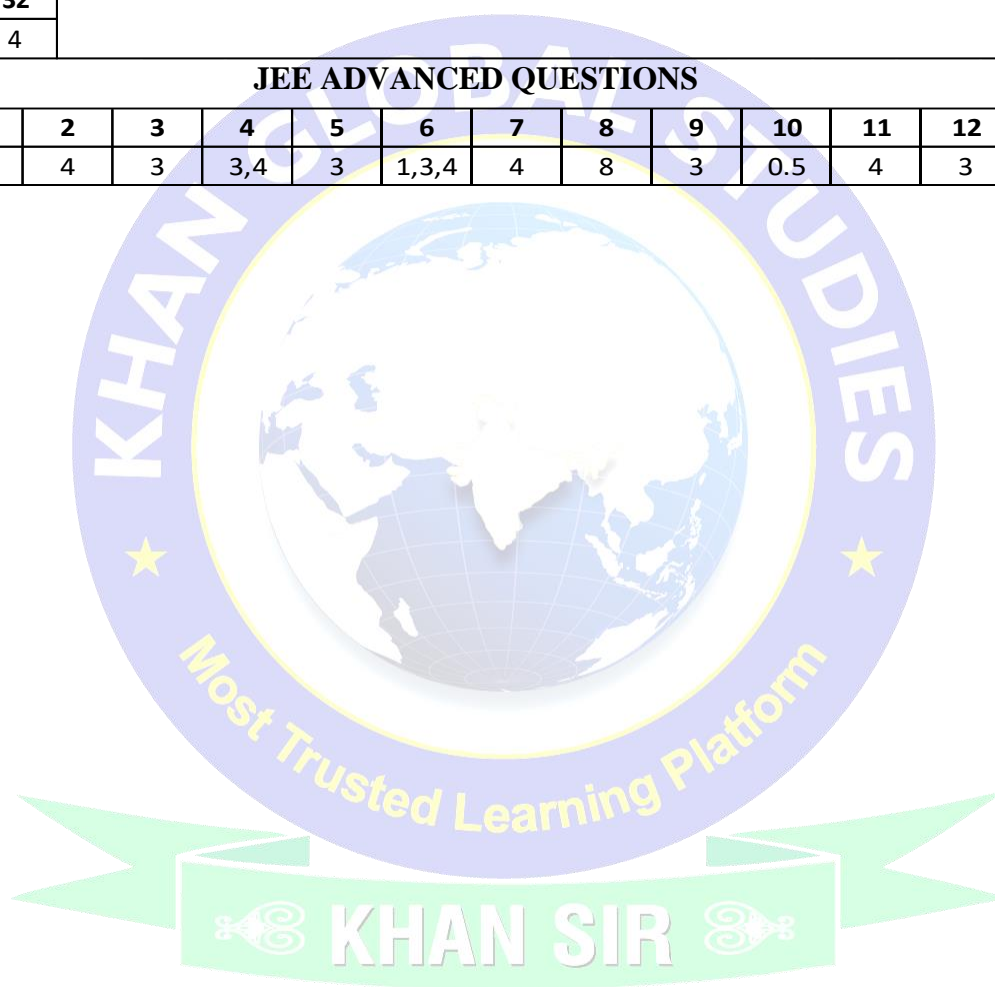 32
4
JEE ADVANCED QUESTIONS
2 3 4 5 6 7 8 9 10 11 12
4 3 3,4 3 1,3,4 4 8 3 0.5 4 3
KHAN GLOBAL STUDIES
Most Trusted Learning Platform
KHAN SIR